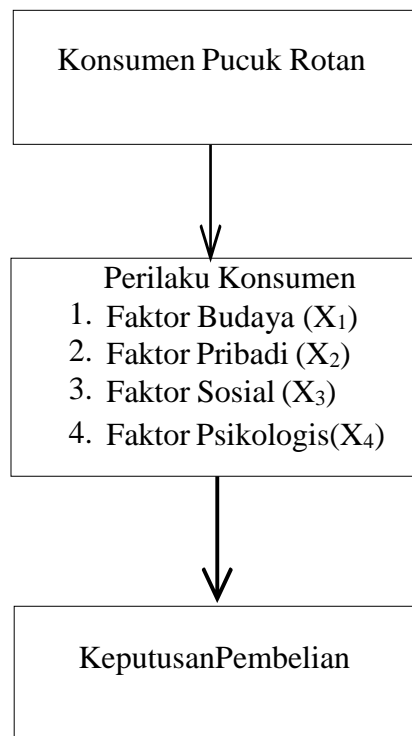 Konsumen Pucuk Rotan
Perilaku Konsumen
1. Faktor Budaya (X₁)
2. Faktor Pribadi (X₂)
3. Faktor Sosial (X₃)
4. Faktor Psikologis(X₄)
KeputusanPembelian